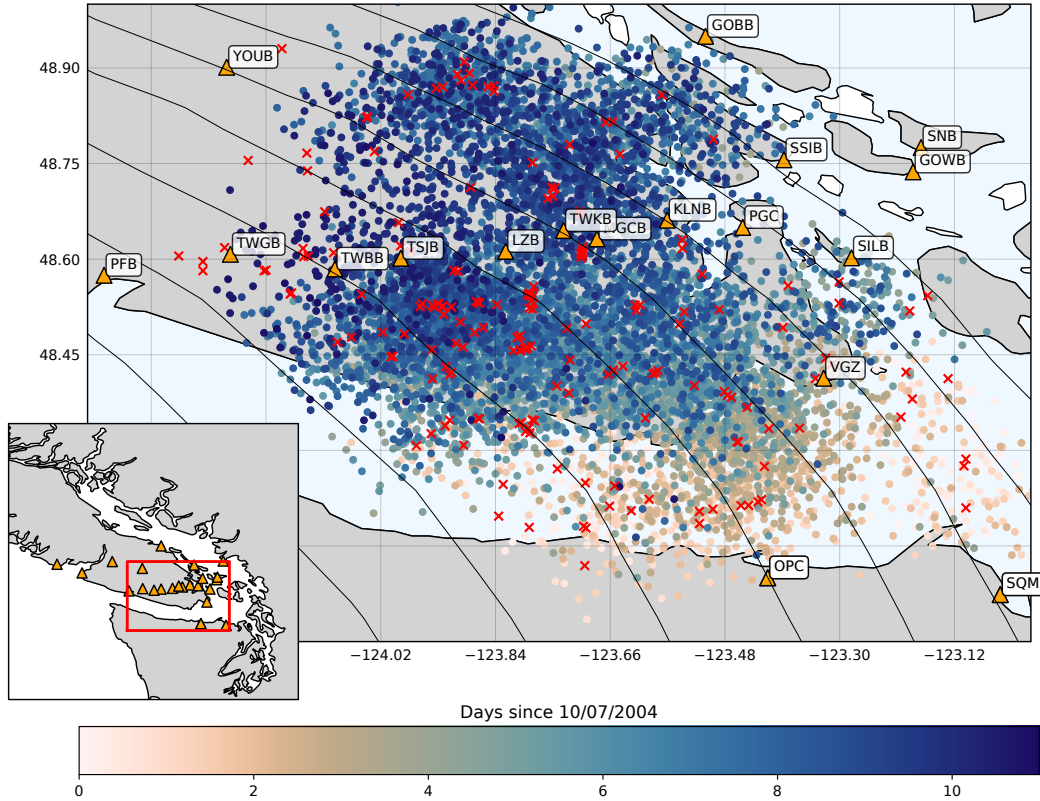 GOBB
YOUB
48.90
SNB
SSIB
GOWB
48.75
KLNB
TWKB
PGC
GCB
TWGB
LZB
TSJB
SILB
TWBB
PFB
48.60
48.45
VGZ
OPC
SQM
−124.02 −123.84 −123.66 −123.48 −123.30 −123.12
Days since 10/07/2004
0 2 4 6 8 10